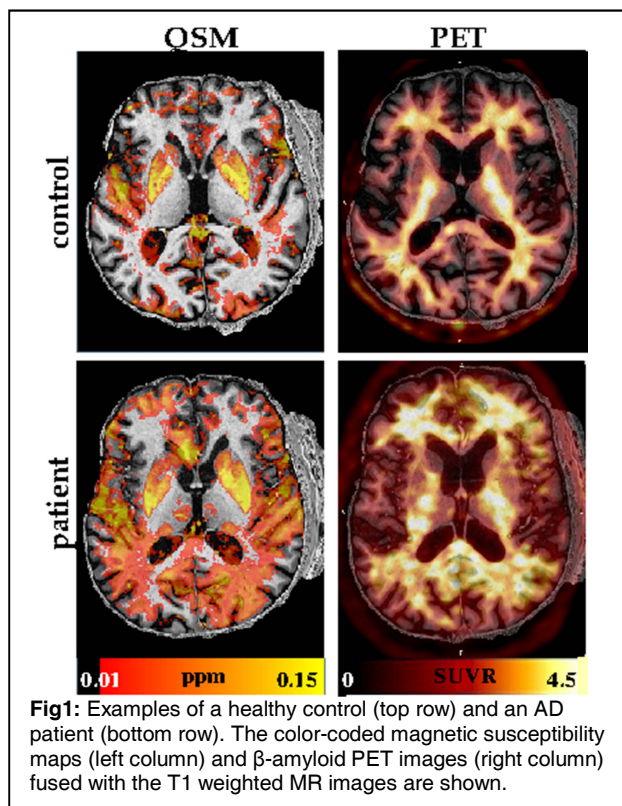 QSM PET
control
patient
0.01 ppm 0.15 0 SUVR 4.5
Fig1: Examples of a healthy control (top row) and an AD
patient (bottom row). The color-coded magnetic susceptibility
maps (left column) and β-amyloid PET images (right column)
fused with the T1 weighted MR images are shown.